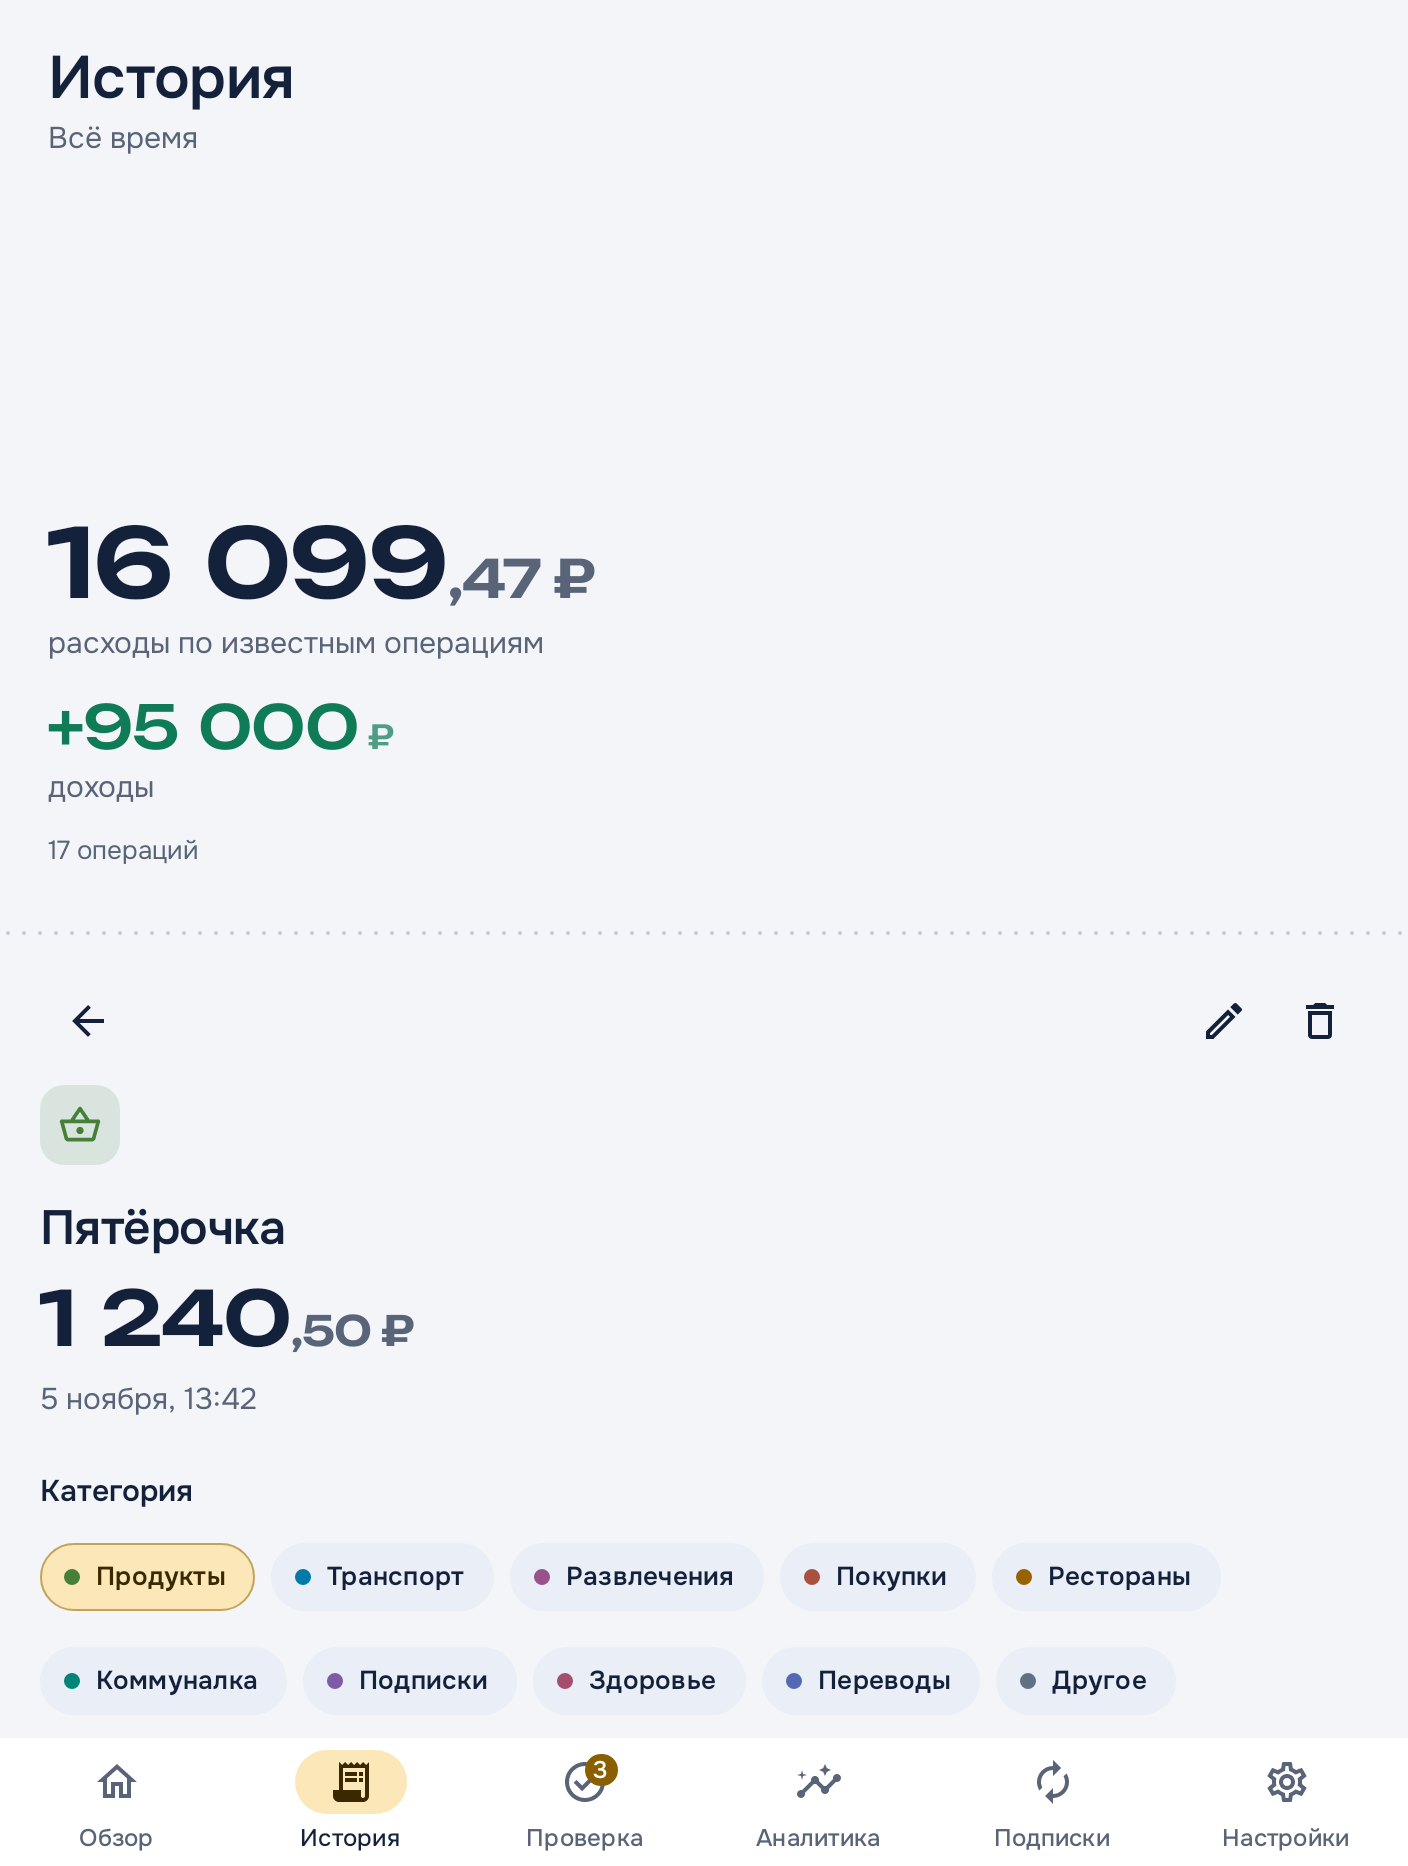 История
Всё время
16 099,47 ₽
расходы по известным операциям
+95 000 ₽
доходы
17 операций
Пятёрочка
1 240,50 ₽
5 ноября, 13:42
Категория
Продукты Транспорт Развлечения Покупки Рестораны
Коммуналка Подписки Здоровье Переводы Другое
3
Обзор История Проверка Аналитика Подписки Настройки